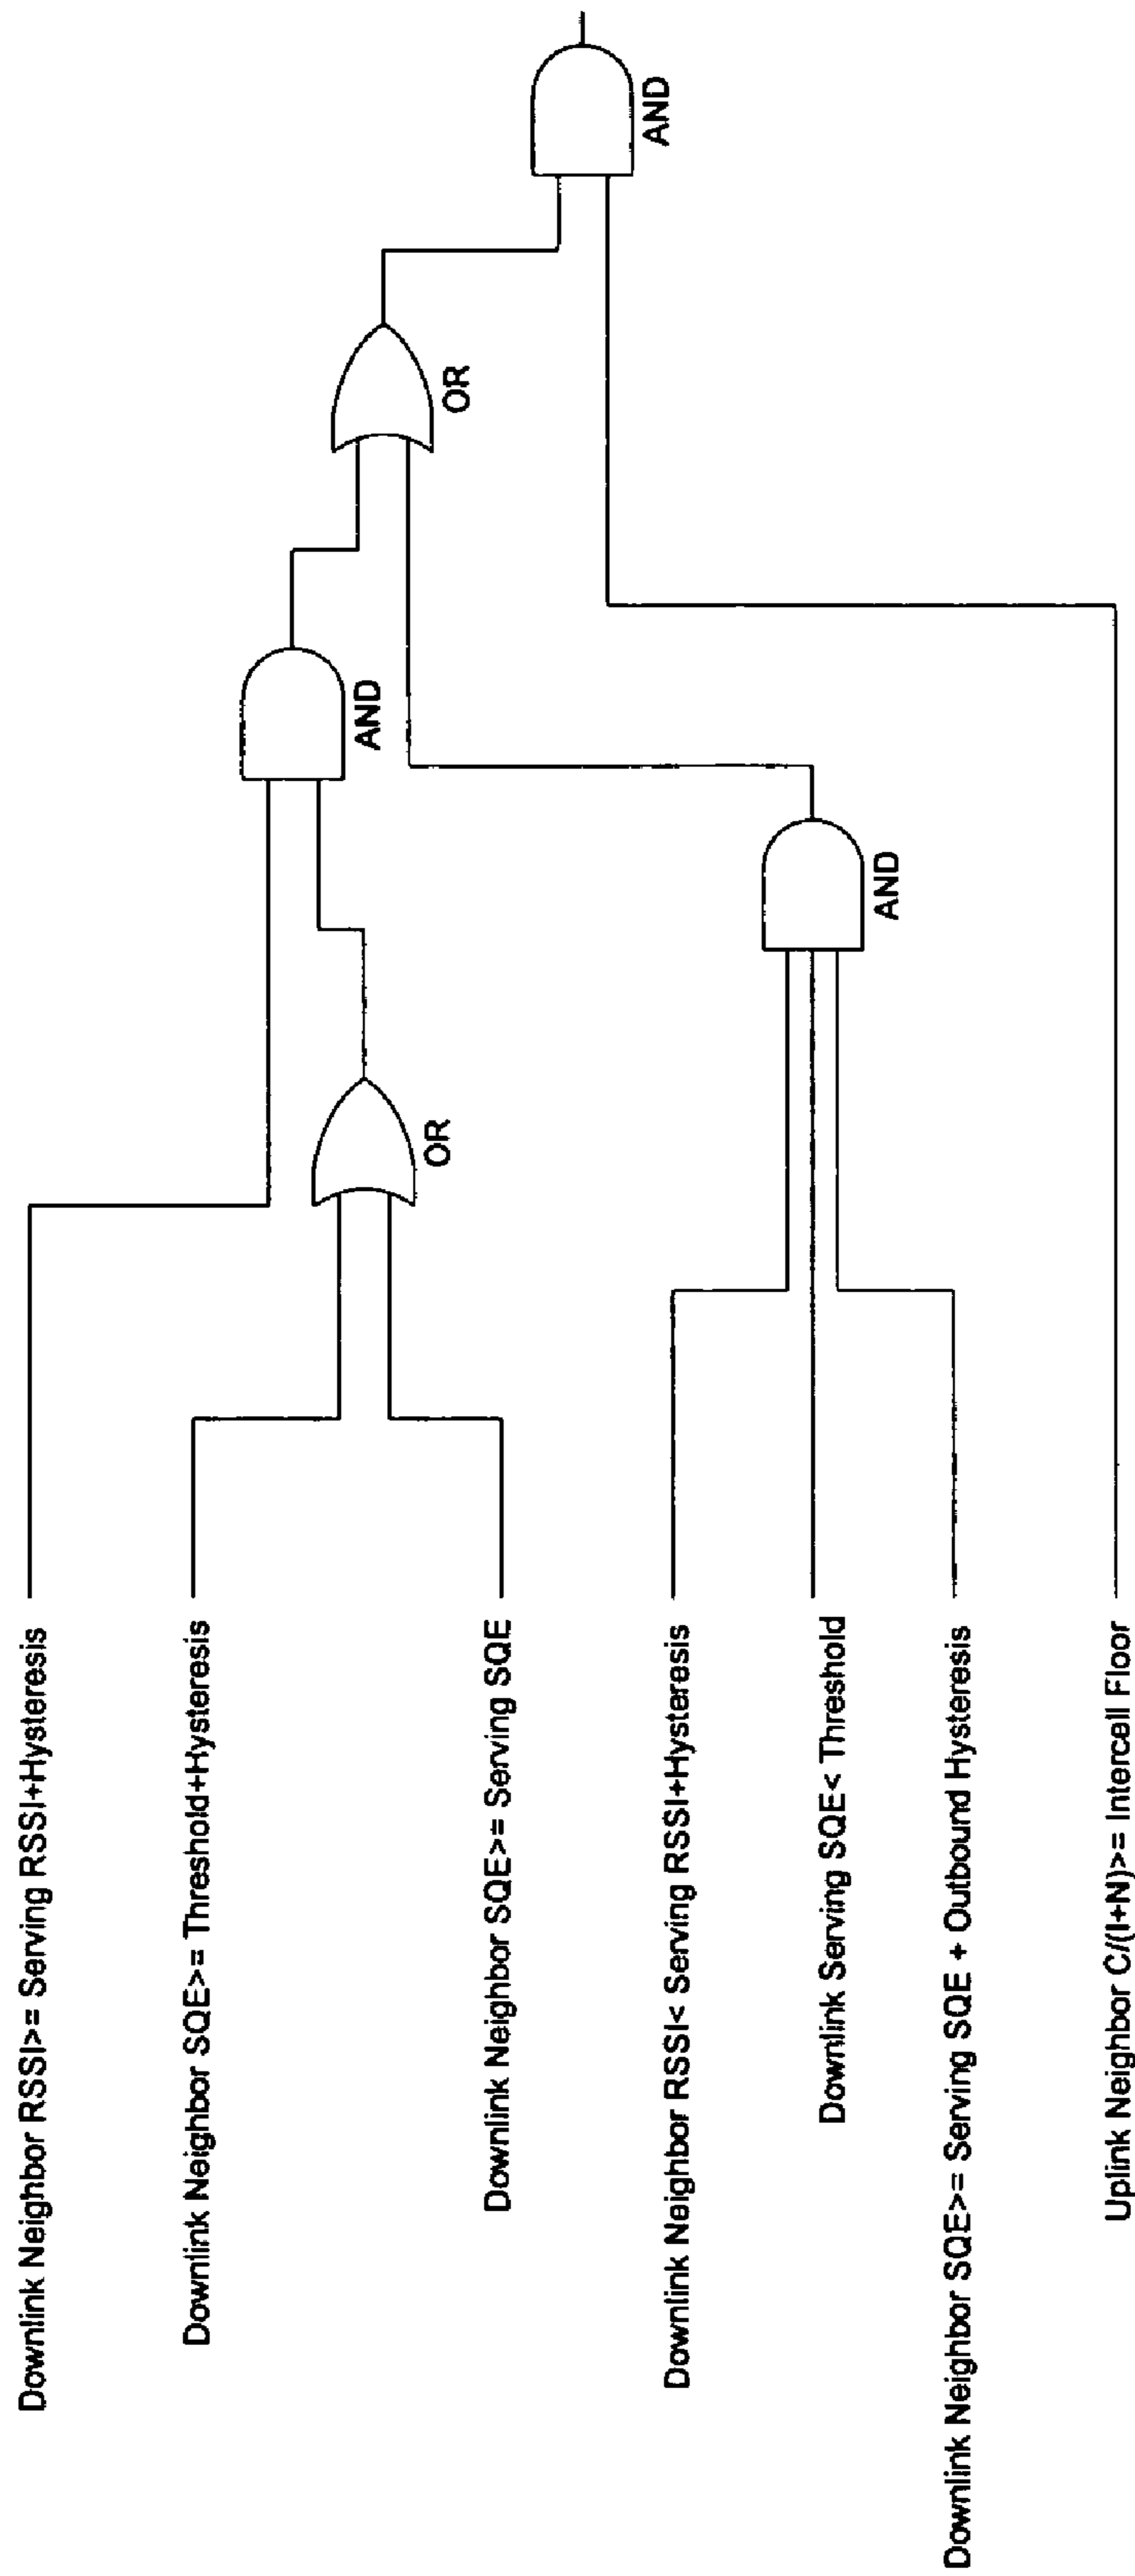 Downlink Neighbor RSSI>= Serving RSSI+Hysteresis
Downlink Neighbor SQE>= Threshold+Hysteresis
Downlink Neighbor SQE>= Serving SQE
Downlink Neighbor RSSI< Serving RSSI+Hysteresis
Downlink Serving SQE< Threshold
Downlink Neighbor SQE>= Serving SQE + Outbound Hysteresis
Uplink Neighbor C/(I+N)>= Intercell Floor
OR
AND
AND
OR
AND